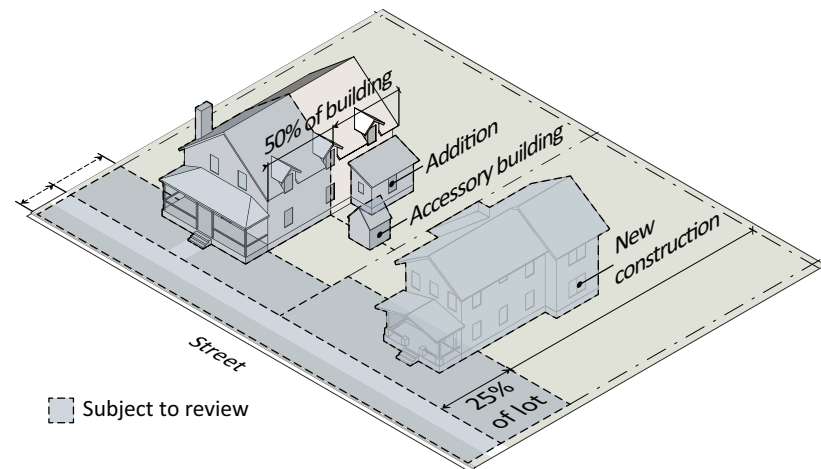 50% of building
Addition
Accessory building
New
construction
Street
25%
of lot
Subject to review